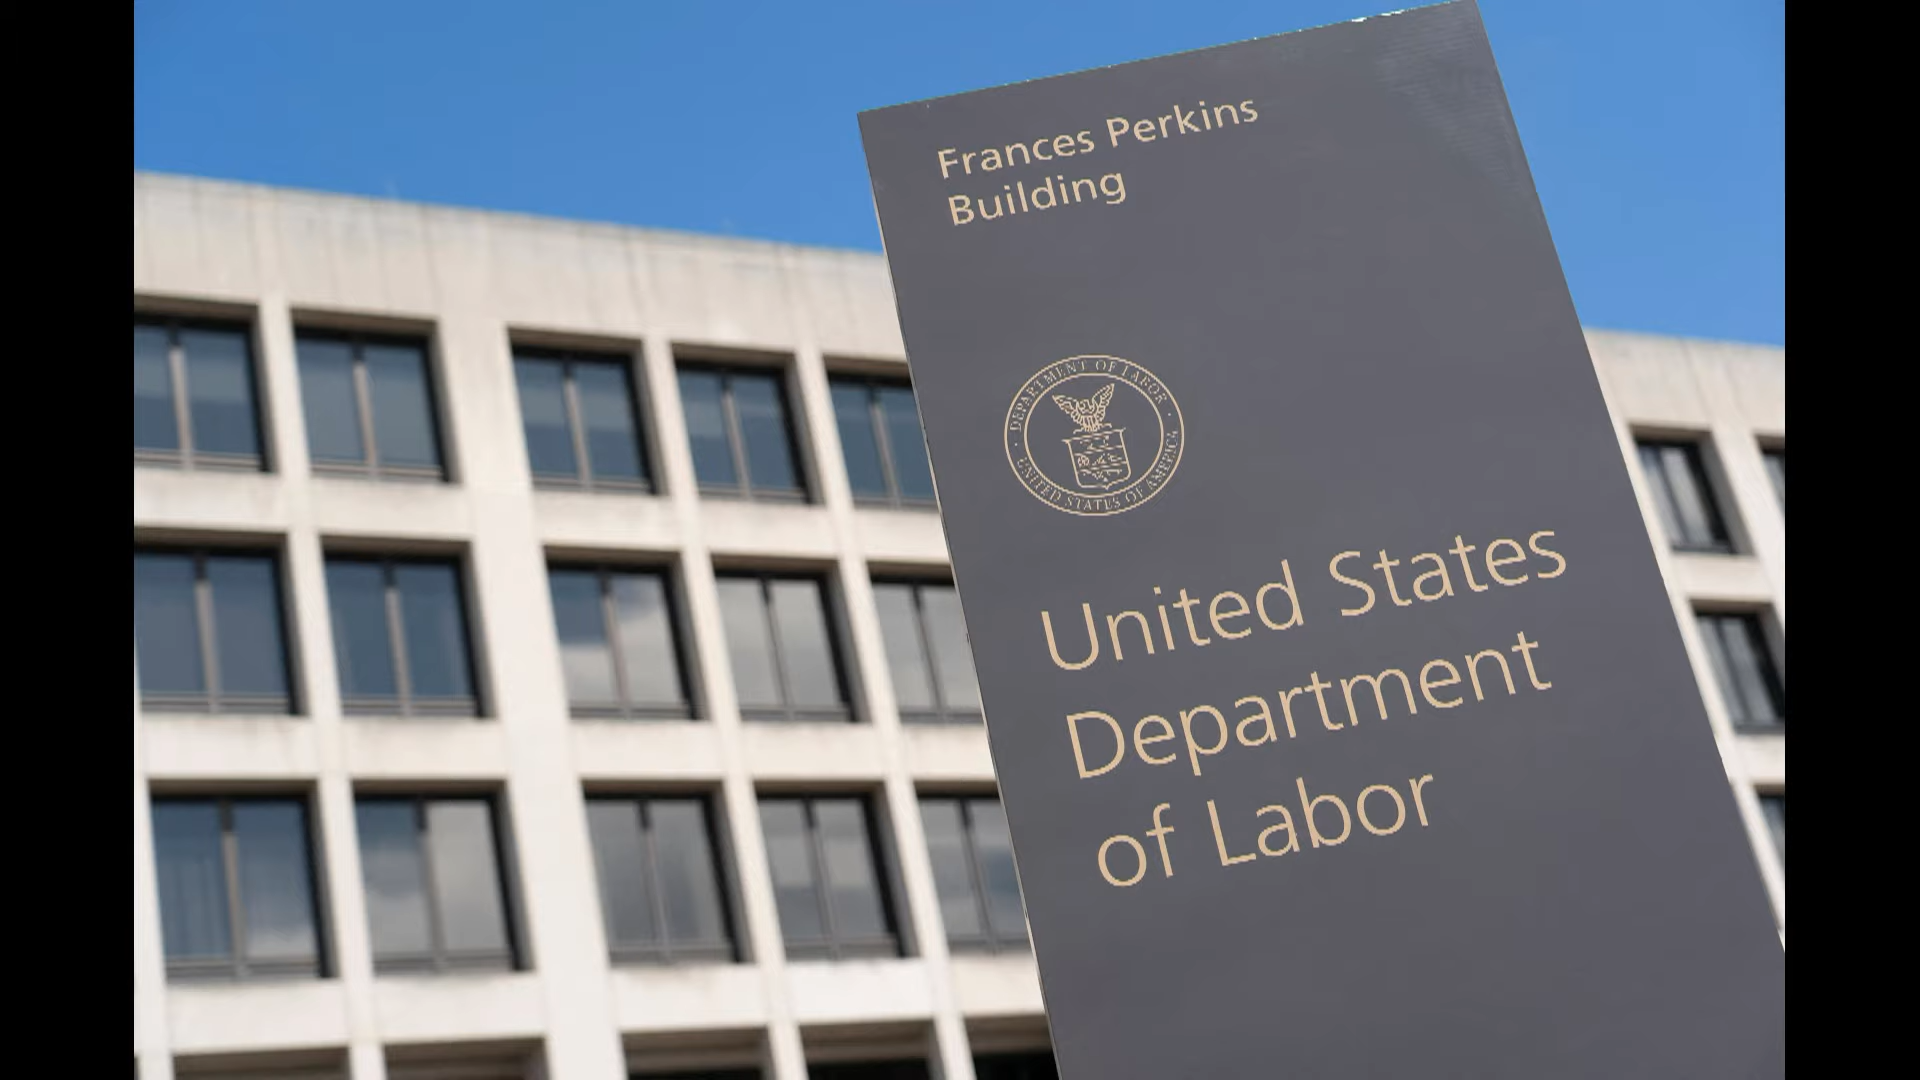 Frances Perkins
Building
DEPARTMENT OF LABOR
UNITED STATES OF AMERICA
United States
Department
of Labor